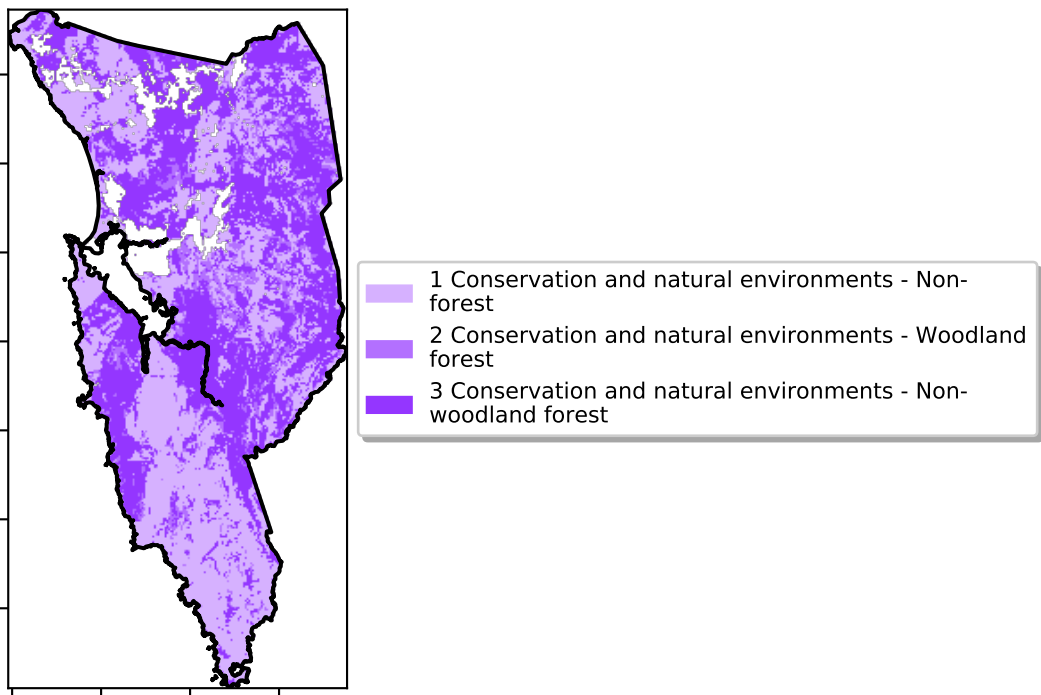 1 Conservation and natural environments - Non-
forest
2 Conservation and natural environments - Woodland
forest
3 Conservation and natural environments - Non-
woodland forest